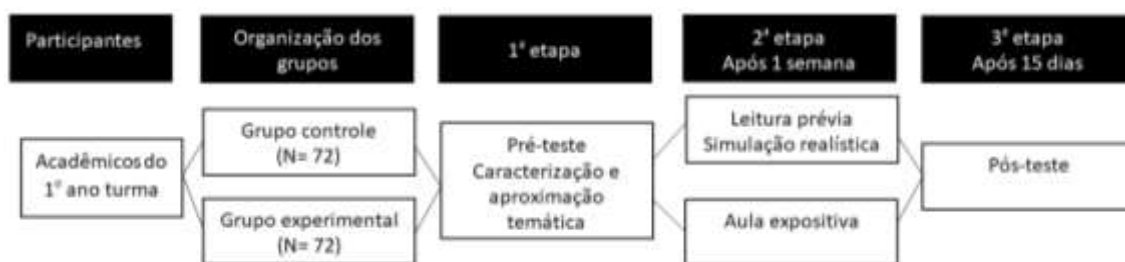 Participantes
Organização dos
grupos
1ª etapa
2ª etapa
Após 1 semana
3ª etapa
Após 15 dias
Acadêmicos do
1º ano turma
Grupo controle
(N= 72)
Grupo experimental
(N= 72)
Pré-teste
Caracterização e
aproximação
temática
Leitura prévia
Simulação realística
Aula expositiva
Pós-teste